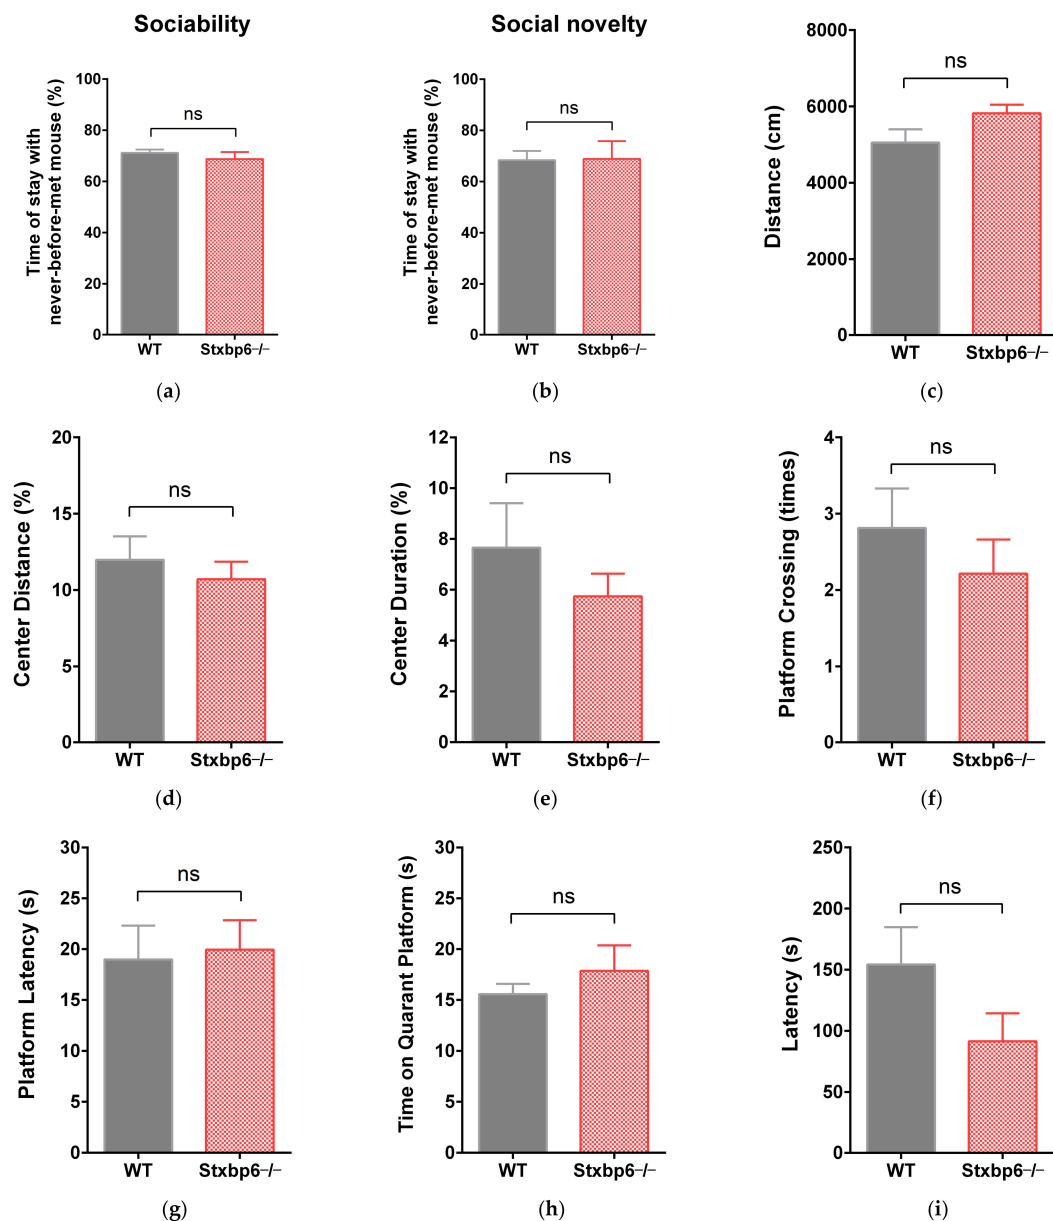 Sociability
Time of stay with
never-before-met mouse (%)
100
80
60
40
20
0
ns
WT
Stxbp6−/−
(a)
Social novelty
Time of stay with
never-before-met mouse (%)
100
80
60
40
20
0
ns
WT
Stxbp6−/−
(b)
Distance (cm)
8000
6000
4000
2000
0
ns
WT
Stxbp6−/−
(c)
Center Distance (%)
20
15
10
5
0
ns
WT
Stxbp6−/−
(d)
Center Duration (%)
12
10
8
6
4
2
0
ns
WT
Stxbp6−/−
(e)
Platform Crossing (times)
4
3
2
1
0
ns
WT
Stxbp6−/−
(f)
Platform Latency (s)
30
25
20
15
10
5
0
ns
WT
Stxbp6−/−
(g)
Time on Quarant Platform (s)
30
25
20
15
10
5
0
ns
WT
Stxbp6−/−
(h)
Latency (s)
250
200
150
100
50
0
ns
WT
Stxbp6−/−
(i)